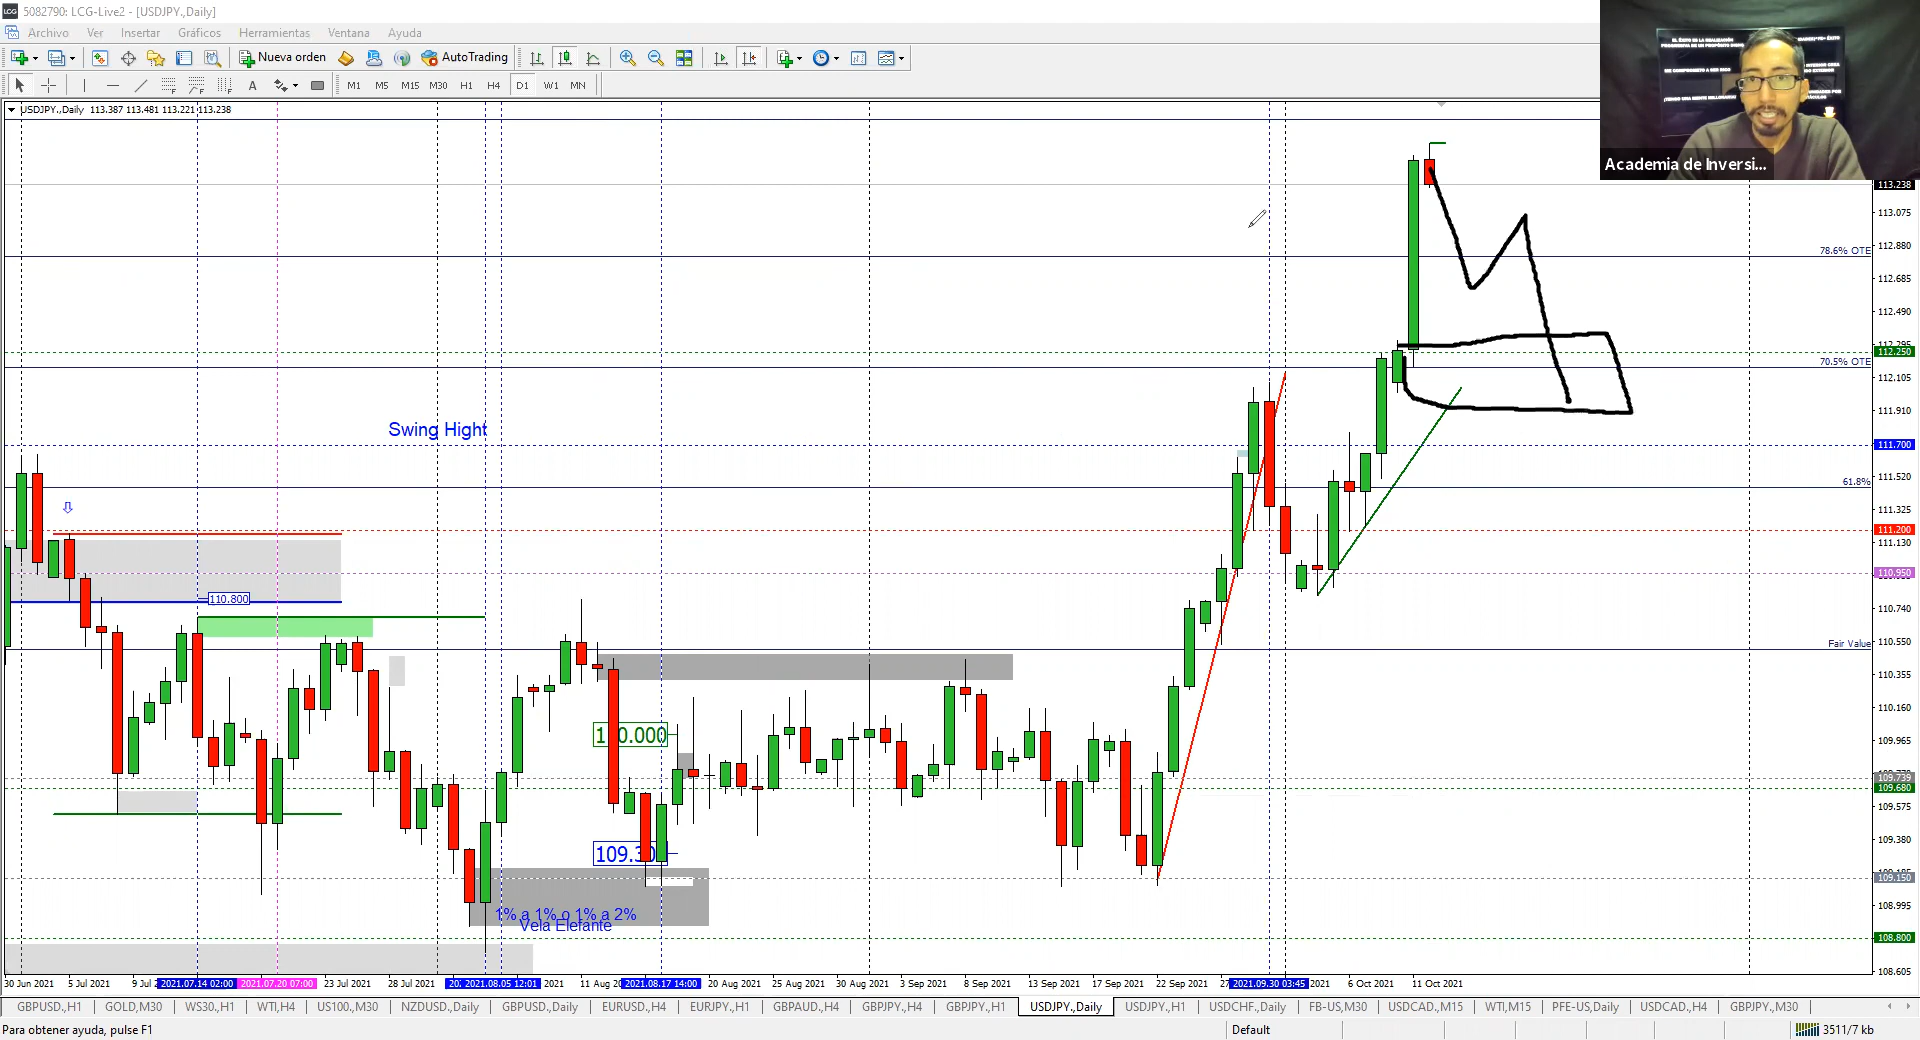 5082790: LCG-Live2 - [USDJPY.,Daily]
Archivo Ver Insertar Gráficos Herramientas Ventana Ayuda
Nueva orden AutoTrading
A M1 M5 M15 M30 H1 H4 D1 W1 MN
USDJPY.,Daily 113.387 113.481 113.221 113.238
Academia de Inversi...
113.238
113.075
78.6% OTE
112.880
112.685
112.490
112.250
70.5% OTE
112.105
111.910
Swing Hight
111.700
61.8%
111.520
111.325
111.200
111.130
110.950
110.800
110.740
Fair Value
110.550
110.355
110.160
109.965
109.739
109.680
109.575
109.380
109.150
1% a 1% o 1% a 2%
108.995
Vela Elefante
108.800
108.605
30 Jun 2021 5 Jul 2021 9 Jul 2021.07.14 02:00 2021.07.20 07:00 23 Jul 2021 28 Jul 2021 2021.08.05 12:01 2021 11 Aug 2021.08.17 14:00 20 Aug 2021 25 Aug 2021 30 Aug 2021 3 Sep 2021 8 Sep 2021 13 Sep 2021 17 Sep 2021 22 Sep 2021 2021.09.30 03:45 2021 6 Oct 2021 11 Oct 2021
GBPUSD.,H1 GOLD,M30 WS30.,H1 WTI,H4 US100.,M30 NZDUSD.,Daily GBPUSD.,Daily EURUSD.,H4 EURJPY.,H1 GBPAUD.,H4 GBPJPY.,H4 GBPJPY.,H1 USDJPY.,Daily USDJPY.,H1 USDCHF.,Daily FB-US,M30 USDCAD.,M15 WTI,M15 PFE-US,Daily USDCAD.,H4 GBPJPY.,M30
Para obtener ayuda, pulse F1 Default 3511/7 kb